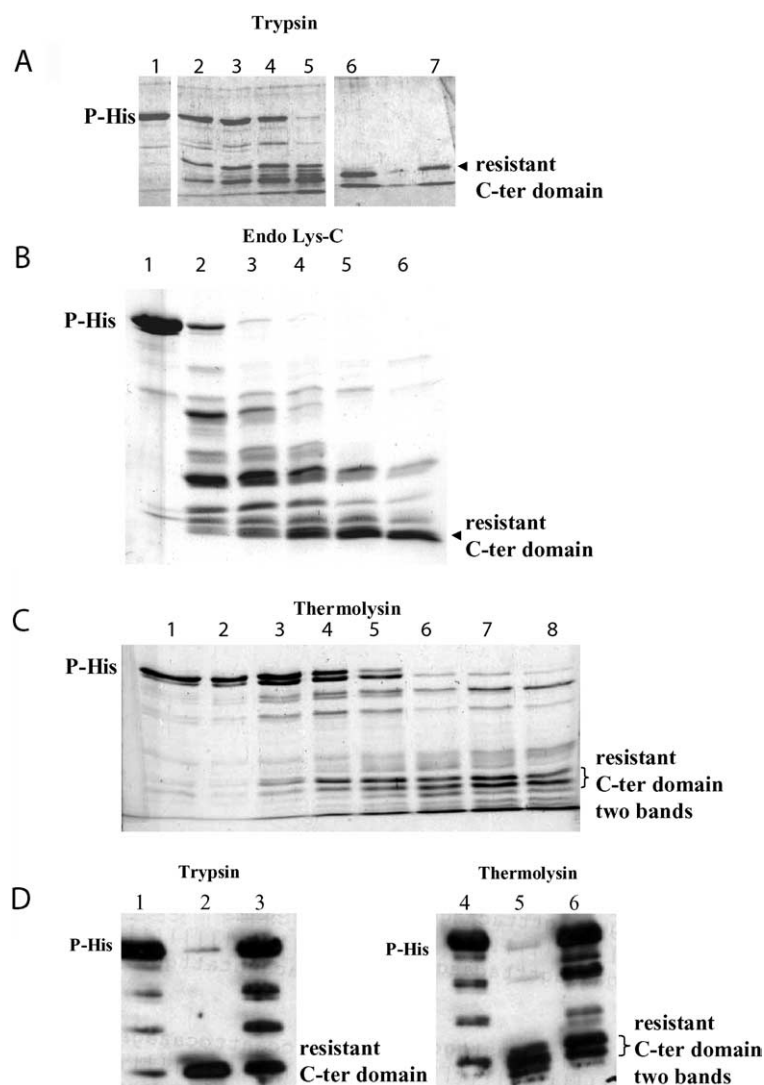 Trypsin
A
1 2 3 4 5 6 7
P-His
resistant
C-ter domain
Endo Lys-C
B
1 2 3 4 5 6
P-His
resistant
C-ter domain
Thermolysin
C
1 2 3 4 5 6 7 8
P-His
resistant
C-ter domain
two bands
D
Trypsin
1 2 3
P-His
resistant
C-ter domain
Thermolysin
4 5 6
P-His
resistant
C-ter domain
two bands